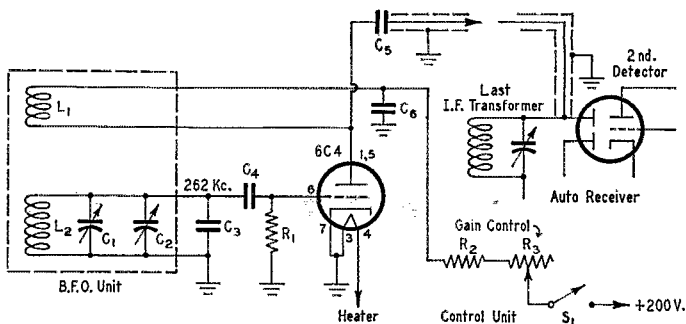 C5
2nd.
Detector
Last
I.F. Transformer
L1
C6
6C4
1,5
262 Kc.
C4
6
Auto Receiver
L2
C1
C2
C3
R1
7
3
4
Gain Control
R2
R3
B.F.O. Unit
Heater
Control Unit
S1
+200V.